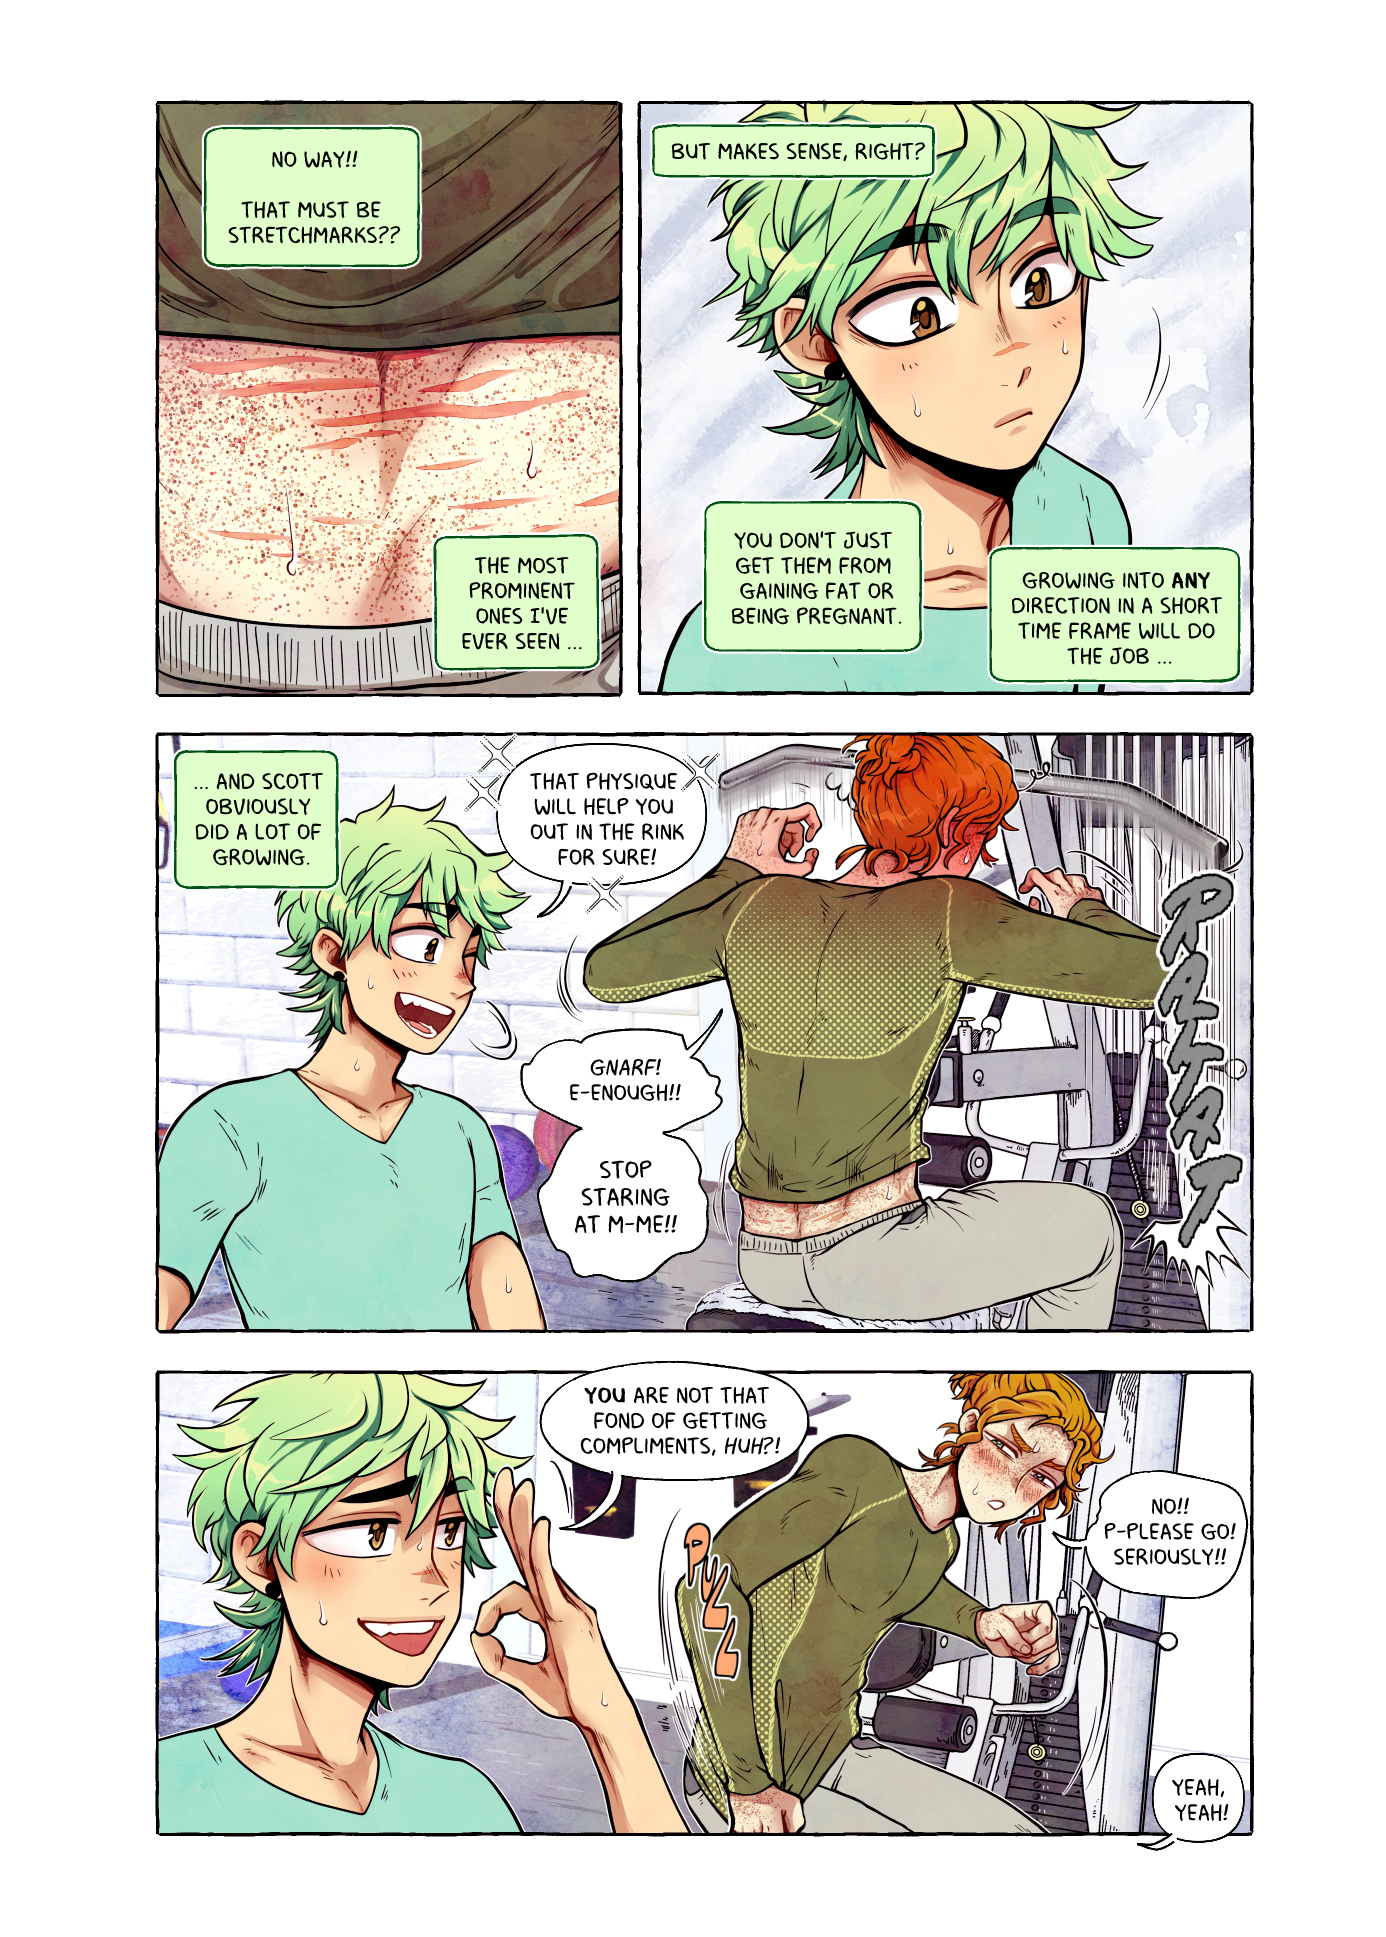 NO WAY!!
THAT MUST BE
STRETCHMARKS??
THE MOST
PROMINENT
ONES I'VE
EVER SEEN ...
BUT MAKES SENSE, RIGHT?
YOU DON'T JUST
GET THEM FROM
GAINING FAT OR
BEING PREGNANT.
GROWING INTO ANY
DIRECTION IN A SHORT
TIME FRAME WILL DO
THE JOB ...
... AND SCOTT
OBVIOUSLY
DID A LOT OF
GROWING.
THAT PHYSIQUE
WILL HELP YOU
OUT IN THE RINK
FOR SURE!
GNARF!
E-ENOUGH!!
STOP
STARING
AT M-ME!!
RATTAT
YOU ARE NOT THAT
FOND OF GETTING
COMPLIMENTS, HUH?!
PULL
NO!!
P-PLEASE GO!
SERIOUSLY!!
YEAH,
YEAH!